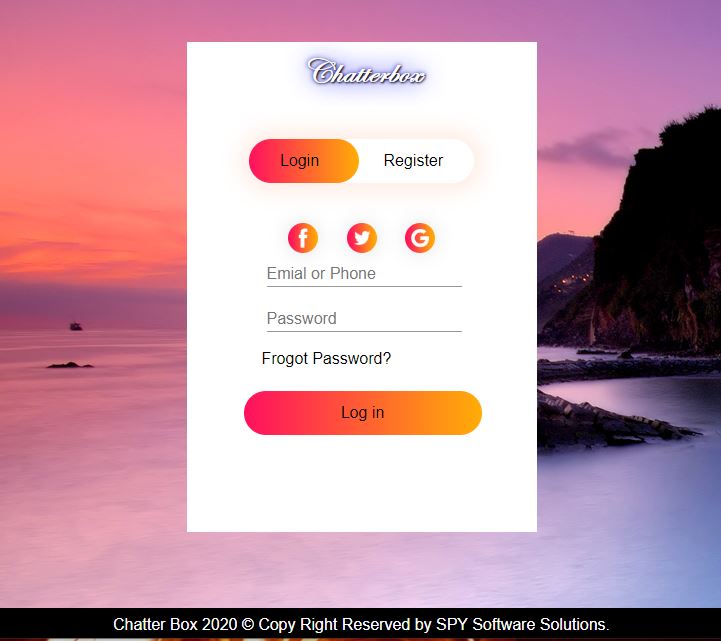 Chatterbox
Login Register
Emial or Phone
Password
Frogot Password?
Log in
Chatter Box 2020 © Copy Right Reserved by SPY Software Solutions.